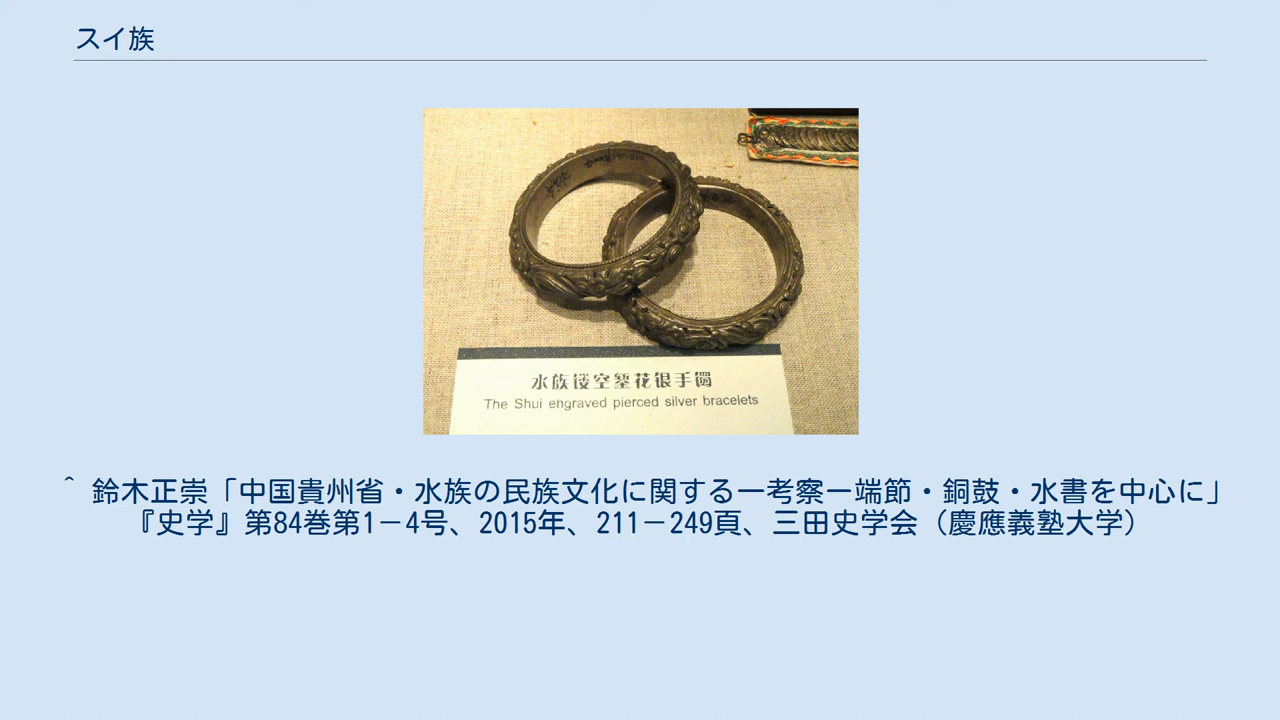 スイ族
水族镂空錾花银手镯
The Shui engraved pierced silver bracelets
^ 鈴木正崇「中国貴州省・水族の民族文化に関する一考察ー端節・銅鼓・水書を中心に」
『史学』第84巻第1－4号、2015年、211－249頁、三田史学会（慶應義塾大学）